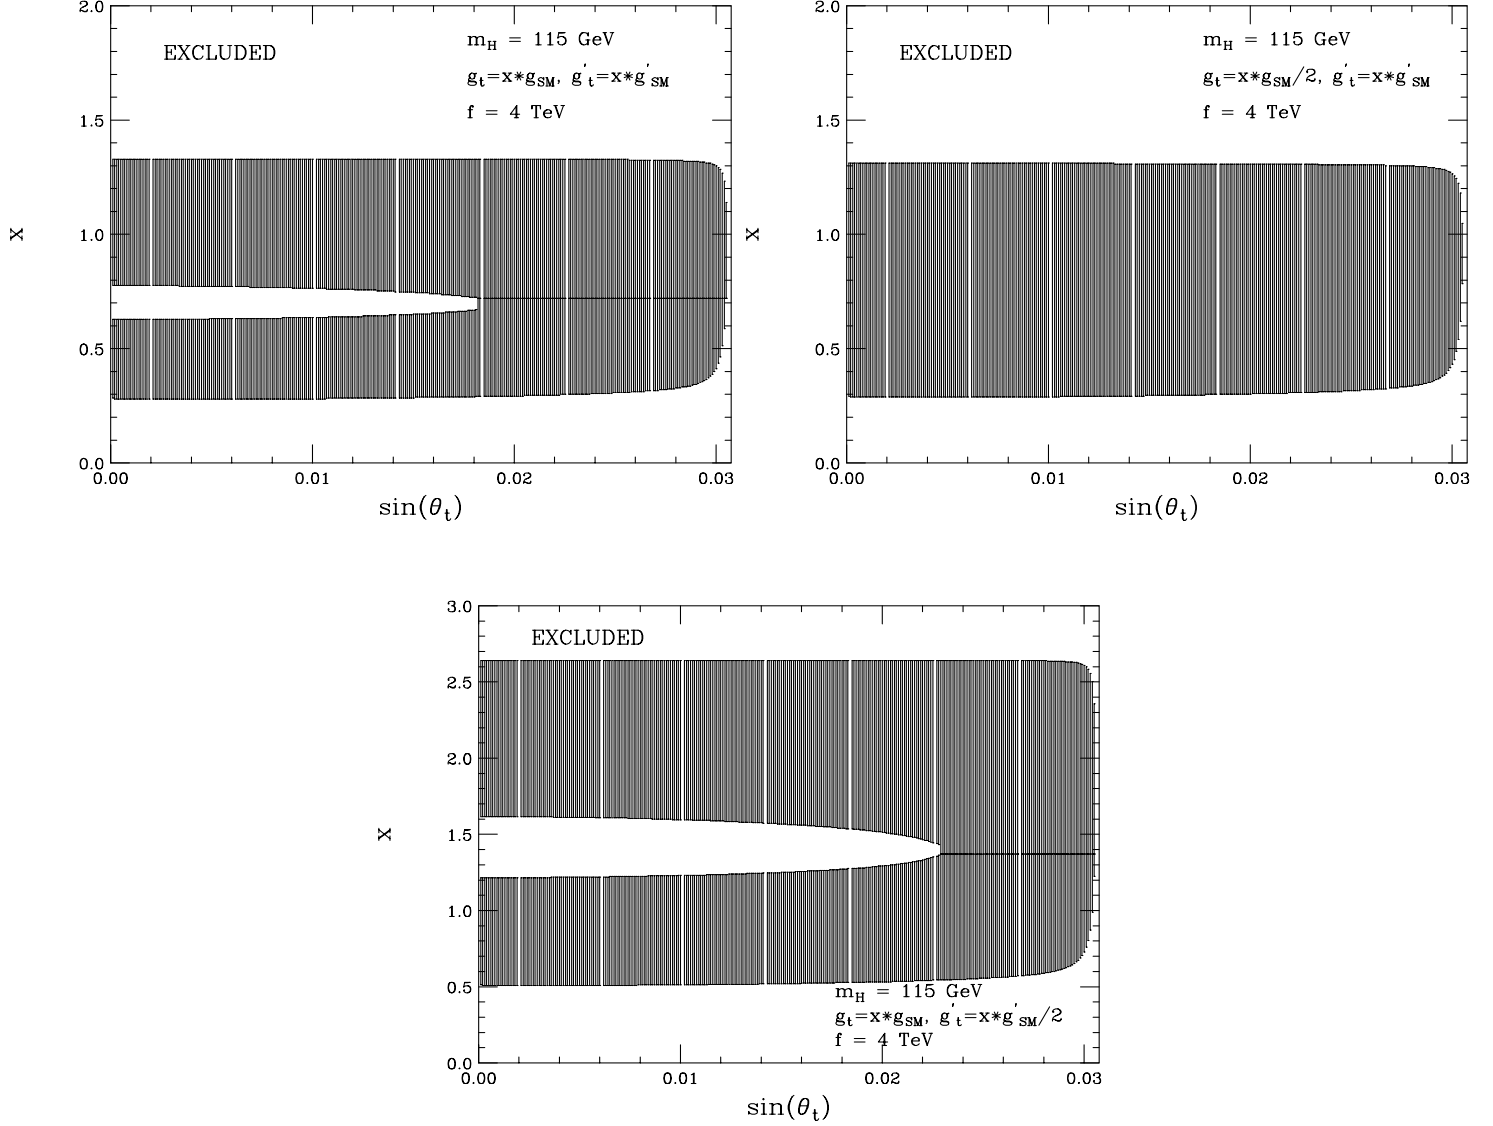 2.0
EXCLUDED
m_H = 115 GeV
g_t=x*g_SM, g'_t=x*g'_SM
f = 4 TeV
1.5
1.0
x
0.5
0.0
0.00 0.01 0.02 0.03
sin(θ_t)
2.0
EXCLUDED
m_H = 115 GeV
g_t=x*g_SM/2, g'_t=x*g'_SM
f = 4 TeV
1.5
1.0
x
0.5
0.0
0.00 0.01 0.02 0.03
sin(θ_t)
3.0
EXCLUDED
2.5
2.0
1.5
x
1.0
0.5
m_H = 115 GeV
g_t=x*g_SM, g'_t=x*g'_SM/2
f = 4 TeV
0.0
0.00 0.01 0.02 0.03
sin(θ_t)